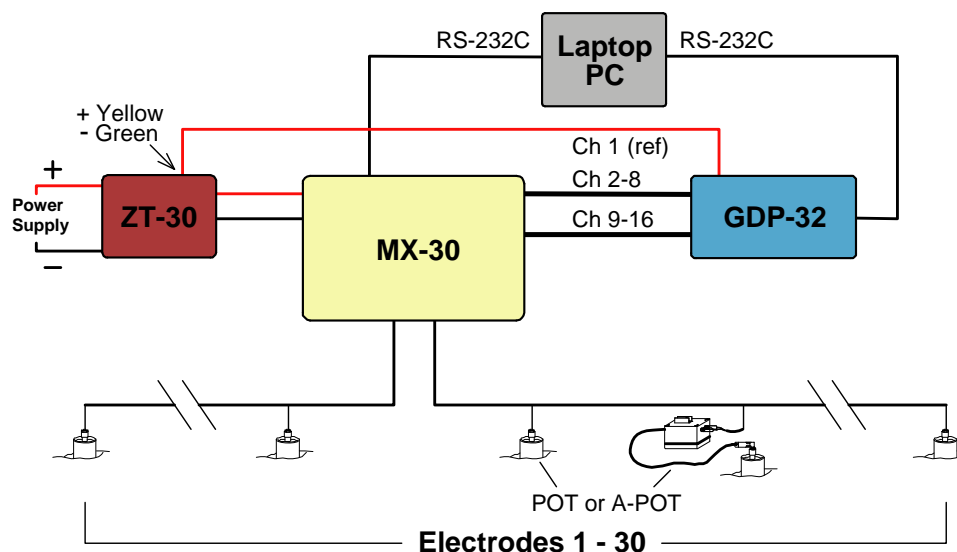 RS-232C
Laptop
PC
RS-232C
+ Yellow
- Green
Ch 1 (ref)
Ch 2-8
Ch 9-16
+
Power
Supply
−
ZT-30
MX-30
GDP-32
POT or A-POT
Electrodes 1 - 30